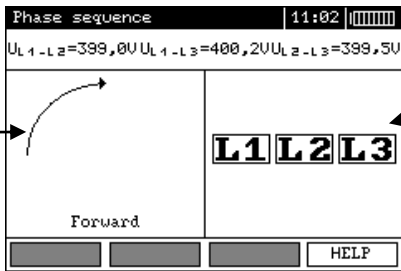 Phase sequence 11:02
UL1-L2=399,0V UL1-L3=400,2V UL2-L3=399,5V
L1 L2 L3
Forward
HELP